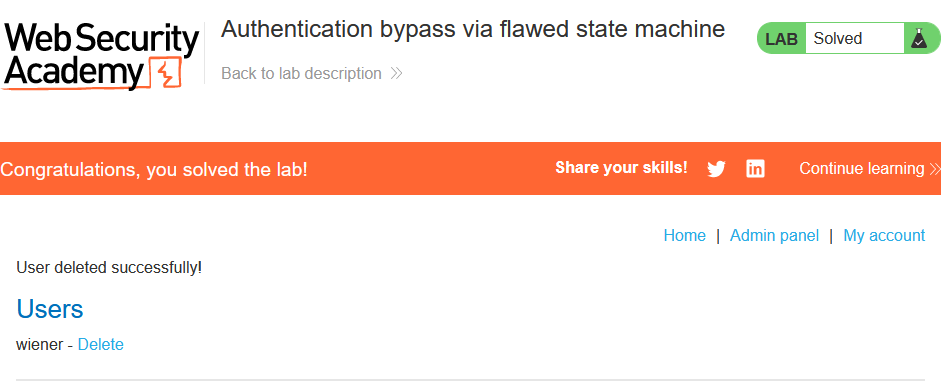 Web Security
Academy
Authentication bypass via flawed state machine
Back to lab description
LAB Solved
Congratulations, you solved the lab!
Share your skills!
Continue learning
Home | Admin panel | My account
User deleted successfully!
Users
wiener - Delete